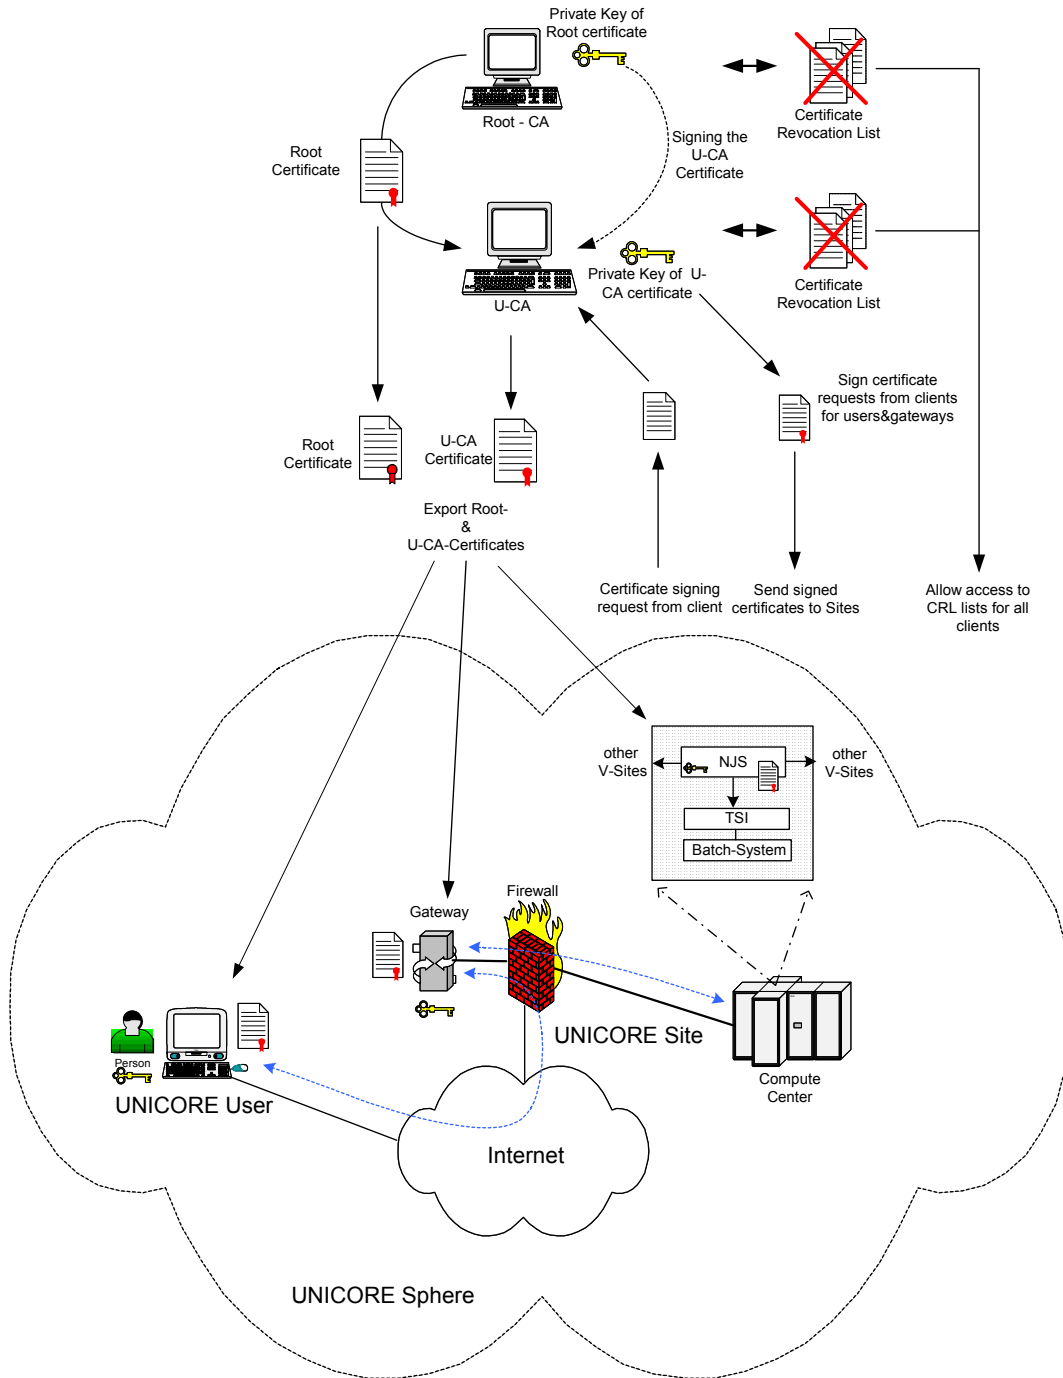 Private Key of
Root certificate
Root - CA
Certificate
Revocation List
Signing the
U-CA
Certificate
Root
Certificate
Private Key of U-
CA certificate
U-CA
Certificate
Revocation List
Sign certificate
requests from clients
for users&gateways
Root
Certificate
U-CA
Certificate
Export Root-
&
U-CA-Certificates
Certificate signing
request from client
Send signed
certificates to Sites
Allow access to
CRL lists for all
clients
other
V-Sites
NJS
other
V-Sites
TSI
Batch-System
Firewall
Gateway
UNICORE Site
Compute
Center
Person
UNICORE User
Internet
UNICORE Sphere